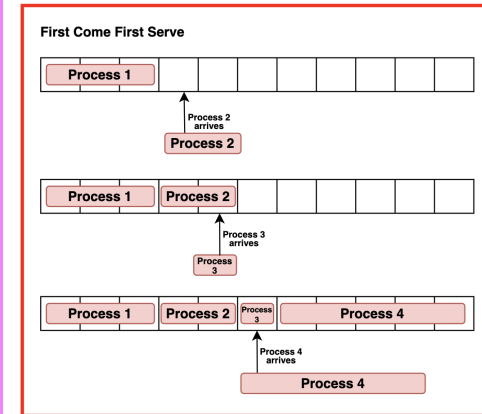 First Come First Serve
Process 1
Process 2
arrives
Process 2
Process 1
Process 2
Process 3
arrives
Process
3
Process 1
Process 2
Process
3
Process 4
Process 4
arrives
Process 4